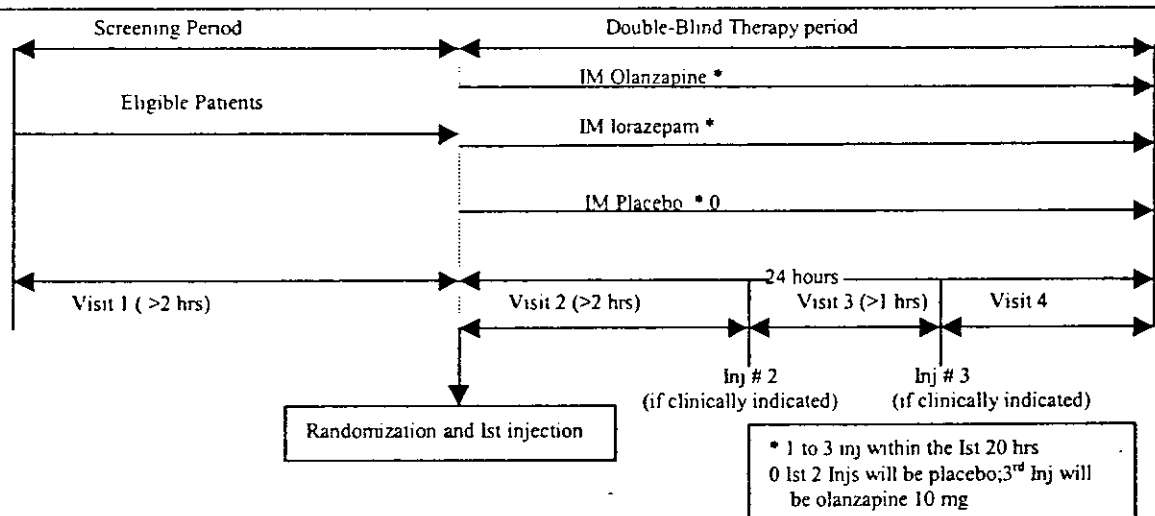 Screening Period
Double-Blind Therapy period
IM Olanzapine *
Eligible Patients
IM lorazepam *
IM Placebo * 0
24 hours
Visit 1 ( >2 hrs)
Visit 2 (>2 hrs)
Visit 3 (>1 hrs)
Visit 4
Inj # 2
(if clinically indicated)
Inj # 3
(if clinically indicated)
Randomization and Ist injection
* 1 to 3 inj within the Ist 20 hrs
0 Ist 2 Injs will be placebo;3rd Inj will
be olanzapine 10 mg